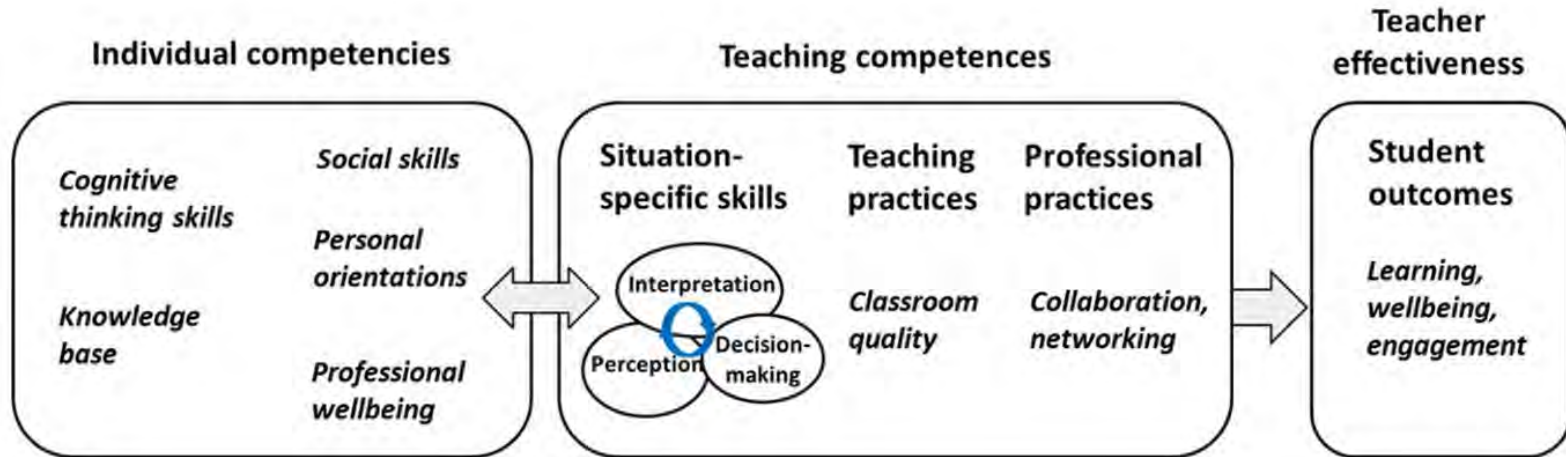 Individual competencies
Cognitive
thinking skills
Knowledge
base
Social skills
Personal
orientations
Professional
wellbeing
Teaching competences
Situation-
specific skills
Interpretation
Perception
Decision-
making
Teaching
practices
Classroom
quality
Professional
practices
Collaboration,
networking
Teacher
effectiveness
Student
outcomes
Learning,
wellbeing,
engagement